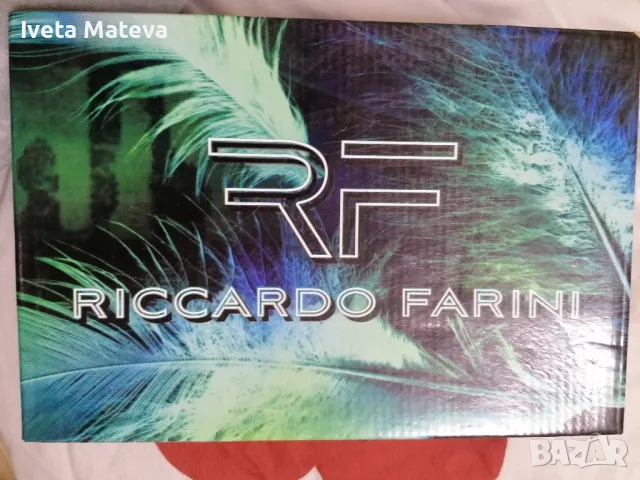 Iveta Mateva
RF
RICCARDO FARINI
BAZAR